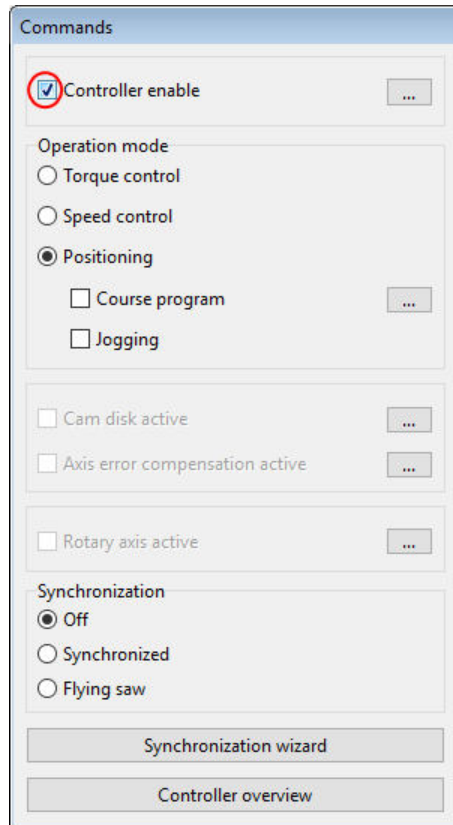 Commands
Controller enable ...
Operation mode
Torque control
Speed control
Positioning
Course program ...
Jogging
Cam disk active ...
Axis error compensation active ...
Rotary axis active ...
Synchronization
Off
Synchronized
Flying saw
Synchronization wizard
Controller overview